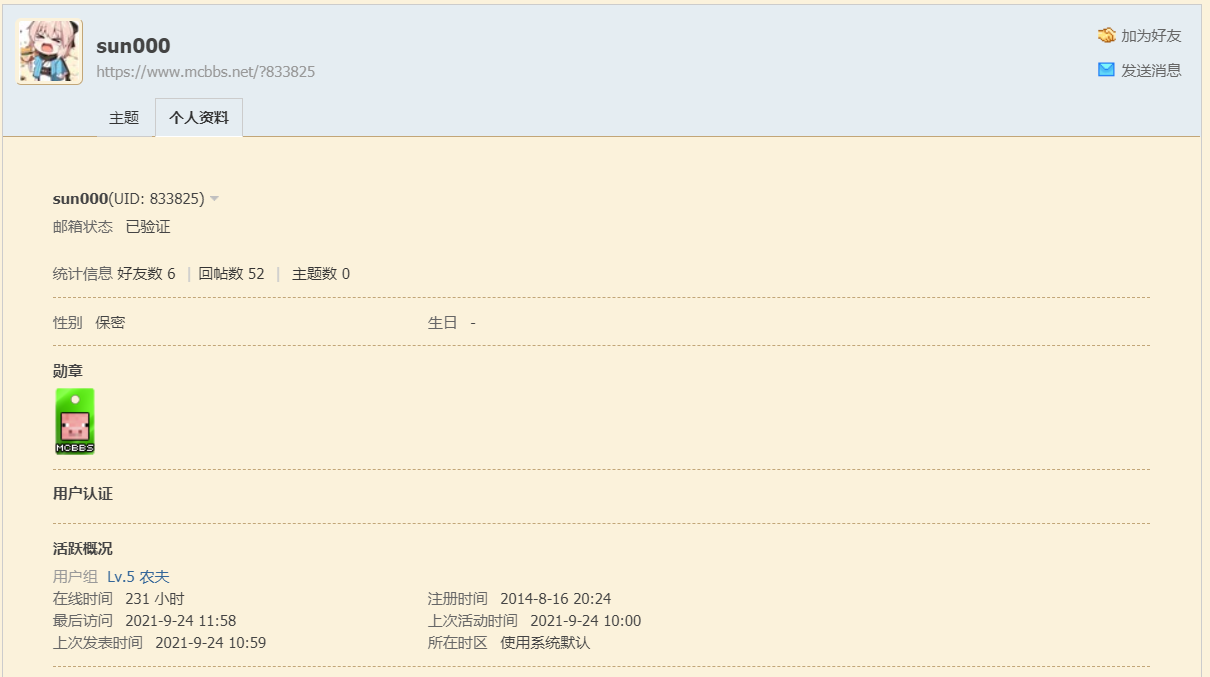 sun000
https://www.mcbbs.net/?833825
加为好友
发送消息
主题 个人资料
sun000(UID: 833825)
邮箱状态 已验证
统计信息 好友数 6 | 回帖数 52 | 主题数 0
性别 保密 生日 -
勋章
MCBBS
用户认证
活跃概况
用户组 Lv.5 农夫
在线时间 231 小时 注册时间 2014-8-16 20:24
最后访问 2021-9-24 11:58 上次活动时间 2021-9-24 10:00
上次发表时间 2021-9-24 10:59 所在时区 使用系统默认